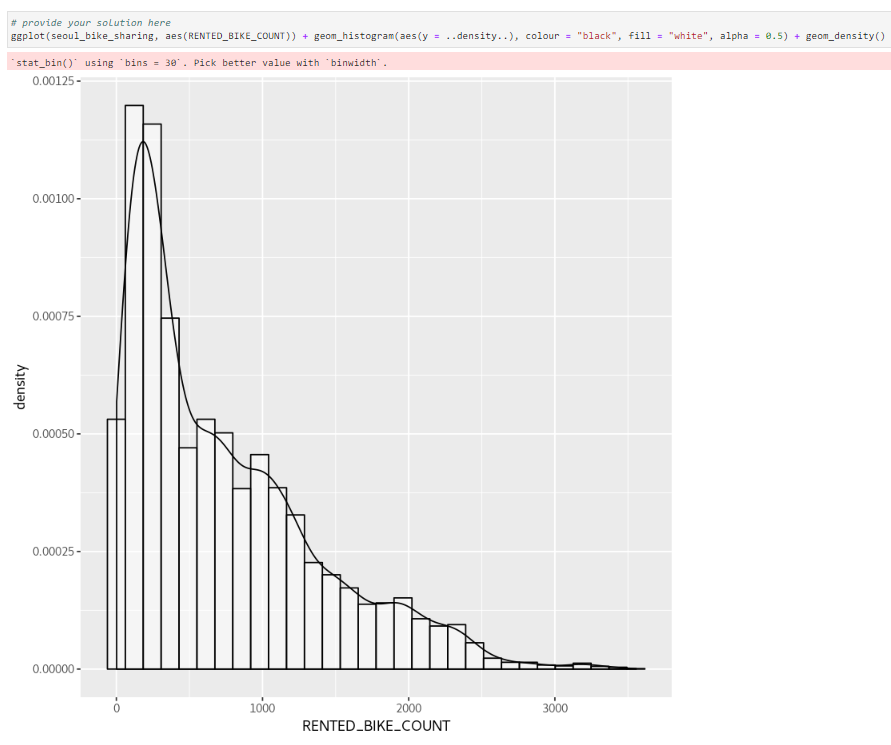 # provide your solution here
ggplot(seoul_bike_sharing, aes(RENTED_BIKE_COUNT)) + geom_histogram(aes(y = ..density..), colour = "black", fill = "white", alpha = 0.5) + geom_density()
`stat_bin()` using `bins = 30`. Pick better value with `binwidth`.
0.00125
0.00100
0.00075
density
0.00050
0.00025
0.00000
0 1000 2000 3000
RENTED_BIKE_COUNT